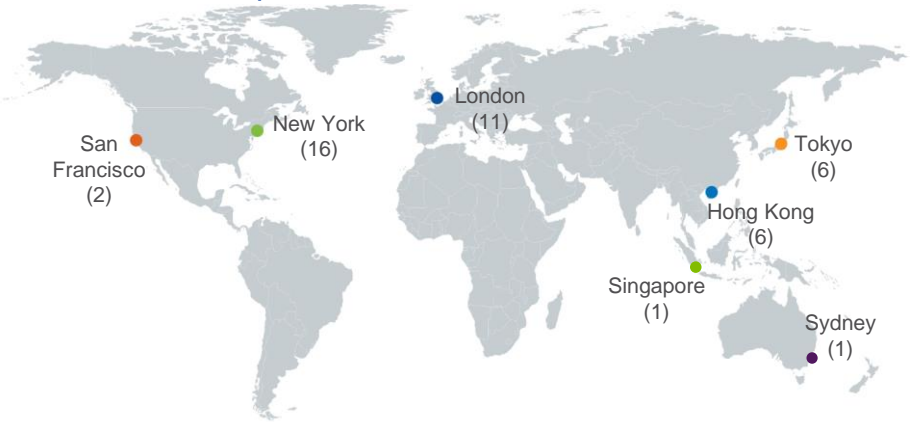 London
(11)
New York
(16)
San
Francisco
(2)
Tokyo
(6)
Hong Kong
(6)
Singapore
(1)
Sydney
(1)